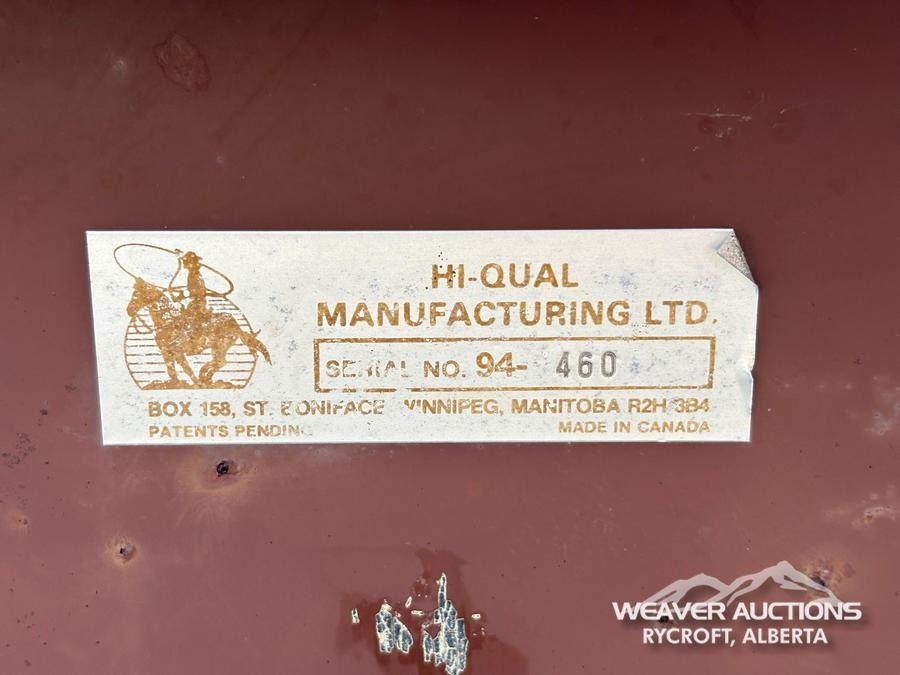 HI-QUAL
MANUFACTURING LTD.
SERIAL NO. 94- 460
BOX 158, ST. BONIFACE WINNIPEG, MANITOBA R2H 3B4
PATENTS PENDING
MADE IN CANADA
WEAVER AUCTIONS
RYCROFT, ALBERTA